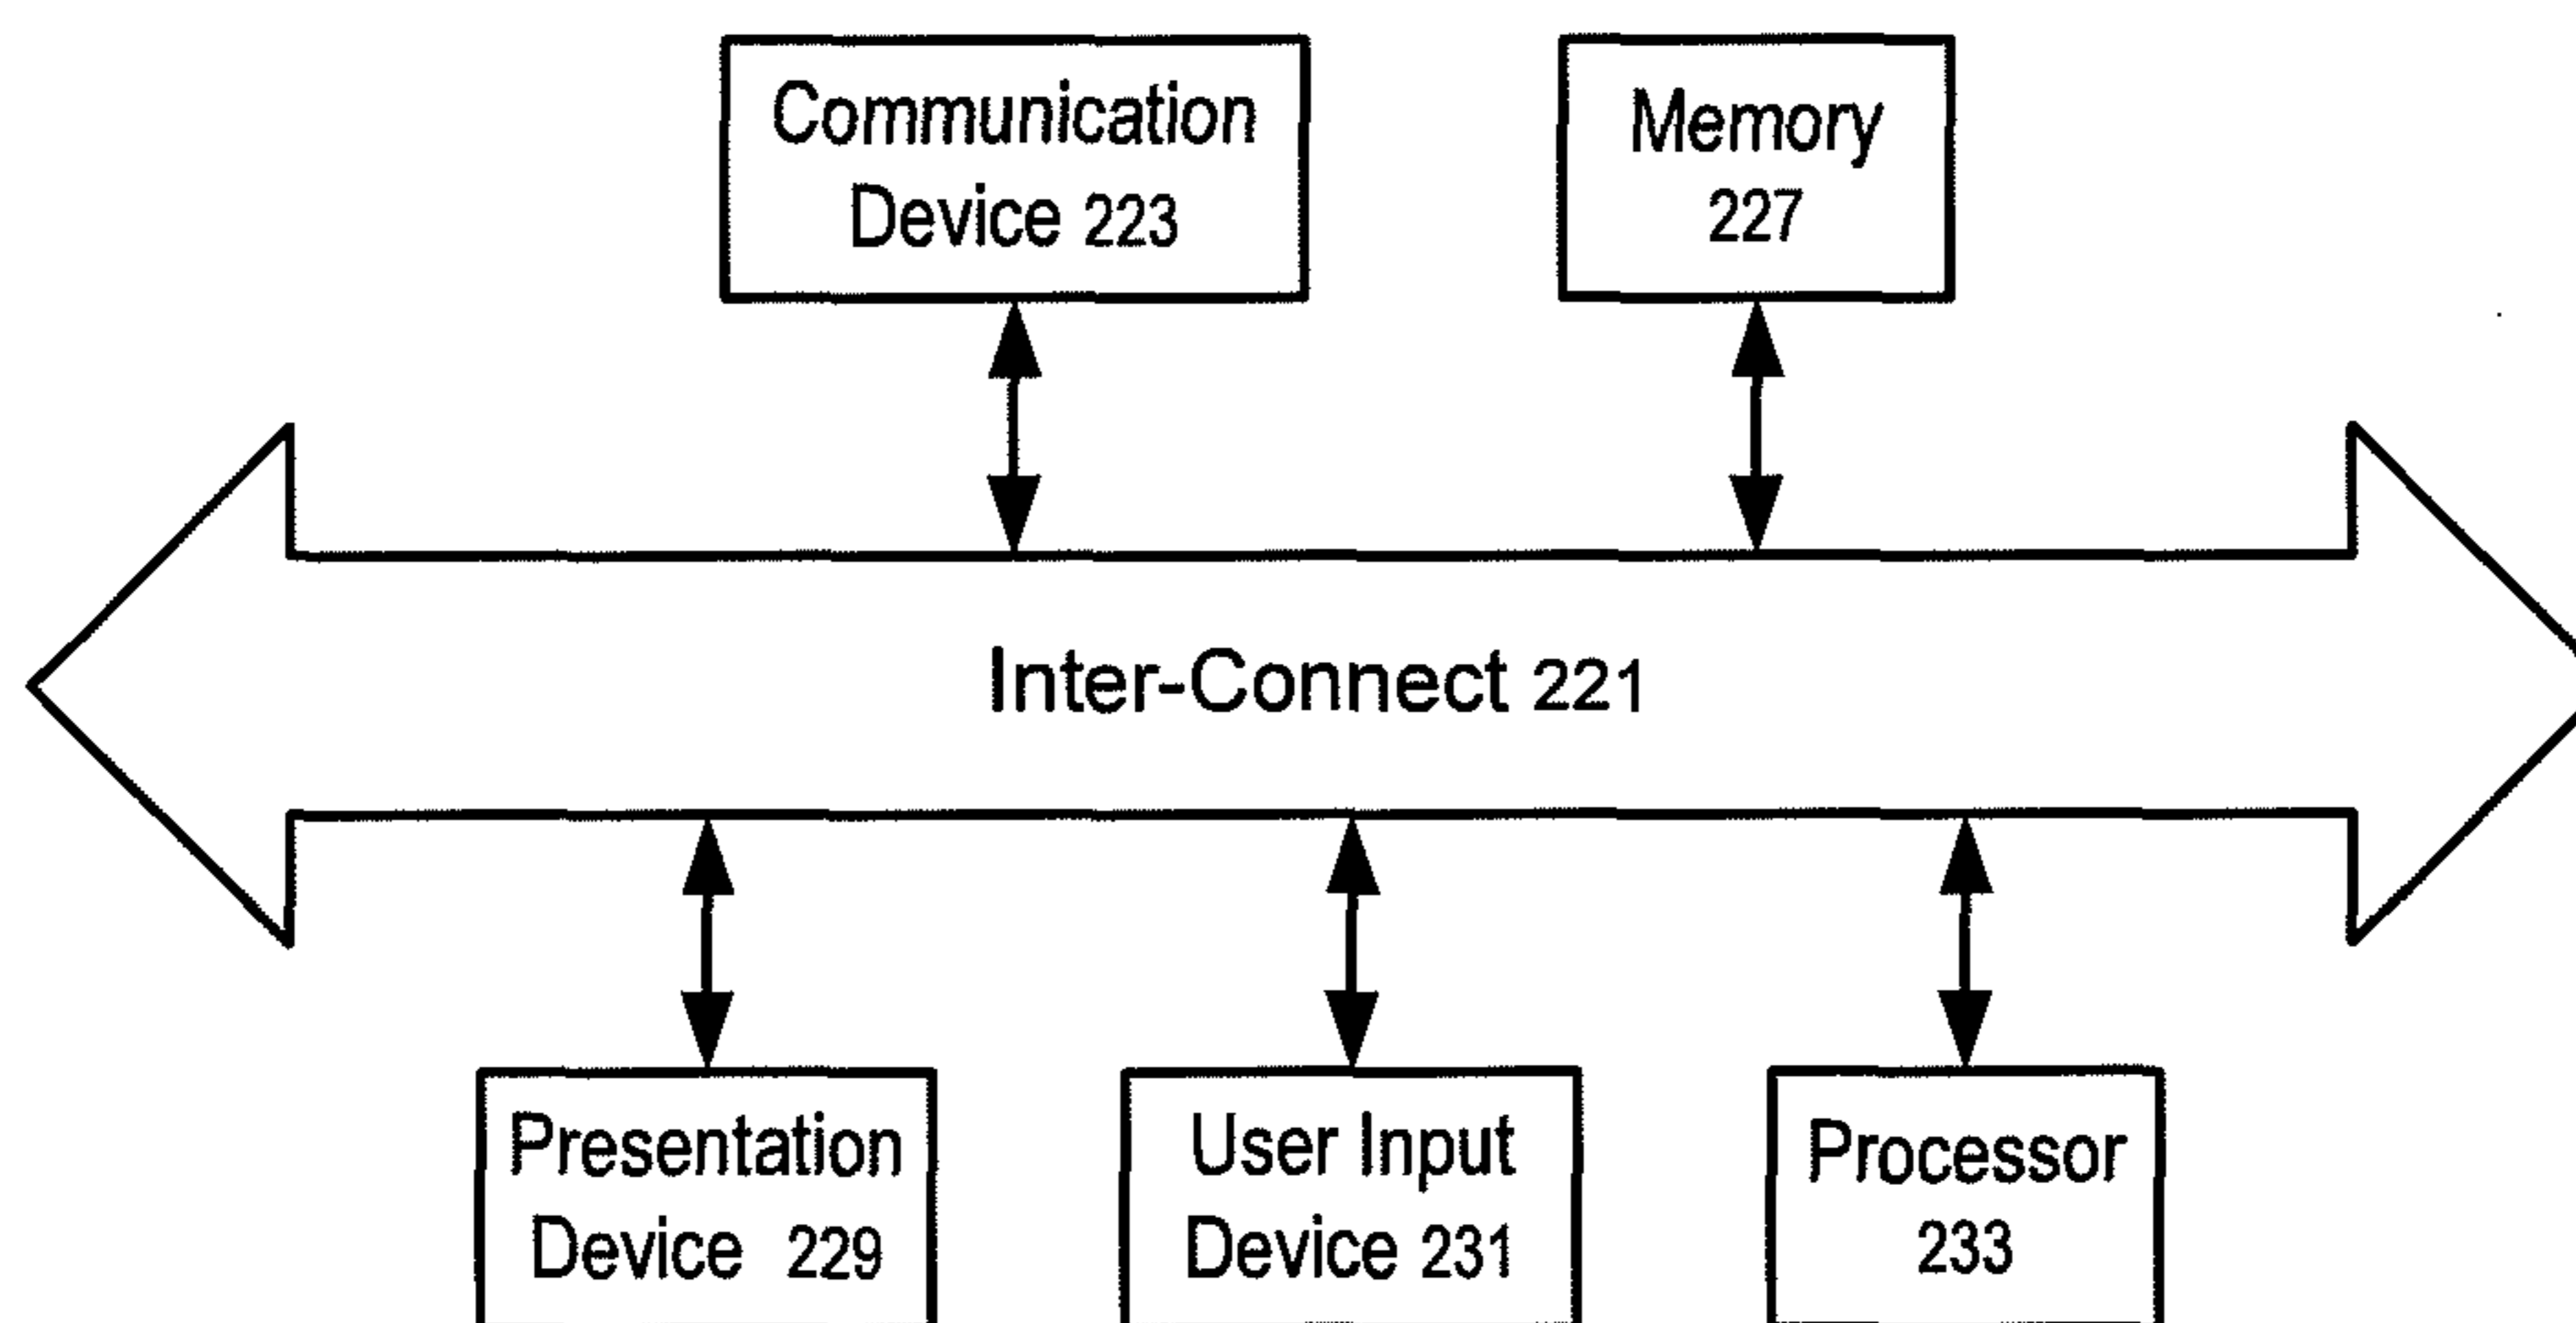 Communication
Device 223
Memory
227
Inter-Connect 221
Presentation
Device 229
User Input
Device 231
Processor
233